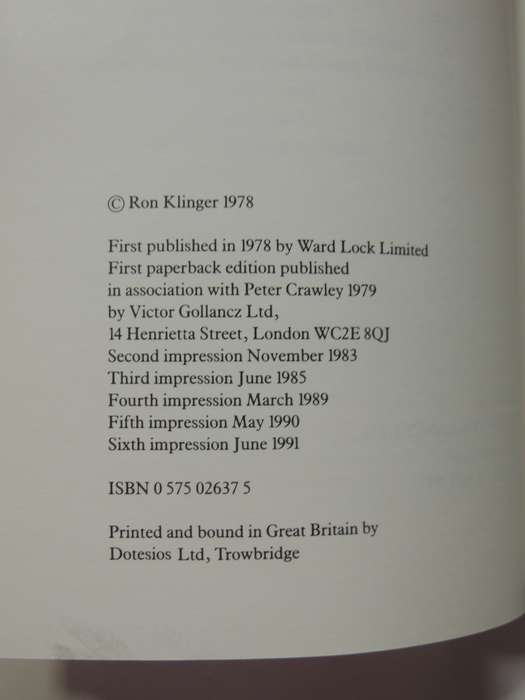 © Ron Klinger 1978
First published in 1978 by Ward Lock Limited
First paperback edition published
in association with Peter Crawley 1979
by Victor Gollancz Ltd,
14 Henrietta Street, London WC2E 8QJ
Second impression November 1983
Third impression June 1985
Fourth impression March 1989
Fifth impression May 1990
Sixth impression June 1991
ISBN 0 575 02637 5
Printed and bound in Great Britain by
Dotesios Ltd, Trowbridge